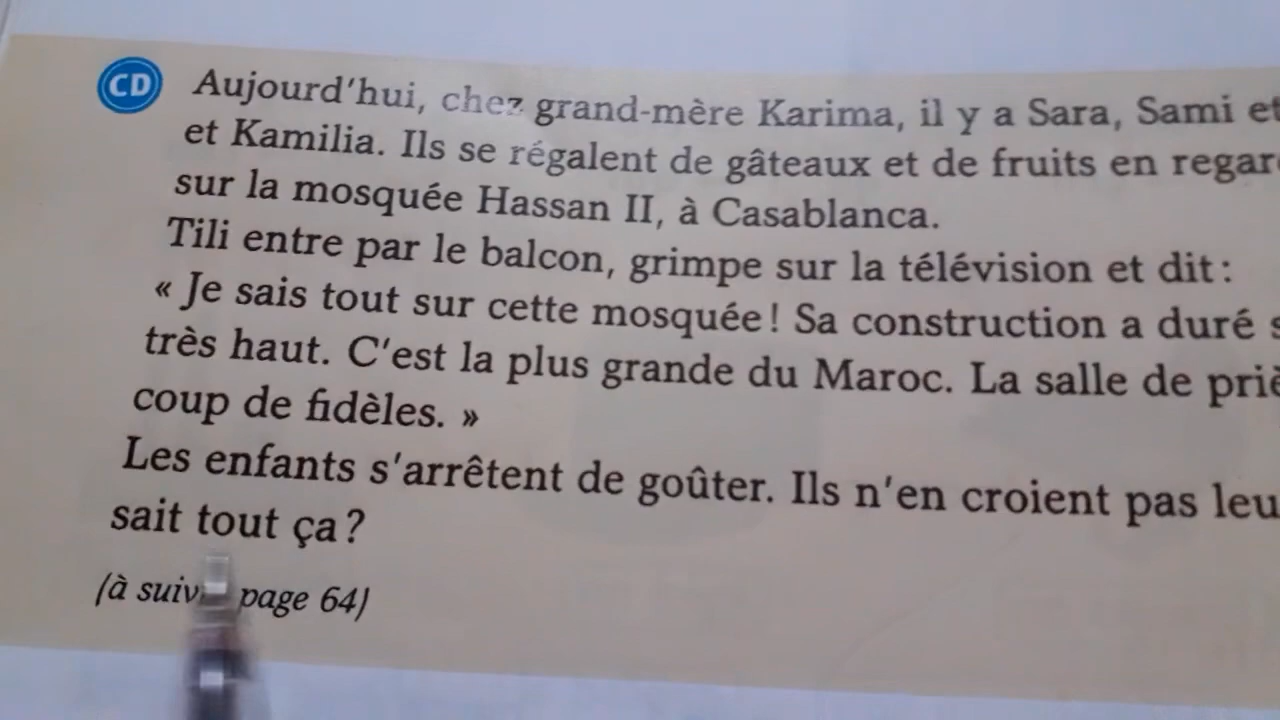 CD Aujourd'hui, chez grand-mère Karima, il y a Sara, Sami et
et Kamilia. Ils se régalent de gâteaux et de fruits en
sur la mosquée Hassan II, à Casablanca.
Tili entre par le balcon, grimpe sur la télévision et dit :
« Je sais tout sur cette mosquée ! Sa construction a duré
très haut. C'est la plus grande du Maroc. La salle de
coup de fidèles. »
Les enfants s'arrêtent de goûter. Ils n'en croient pas
sait tout ça ?
(à page 64)